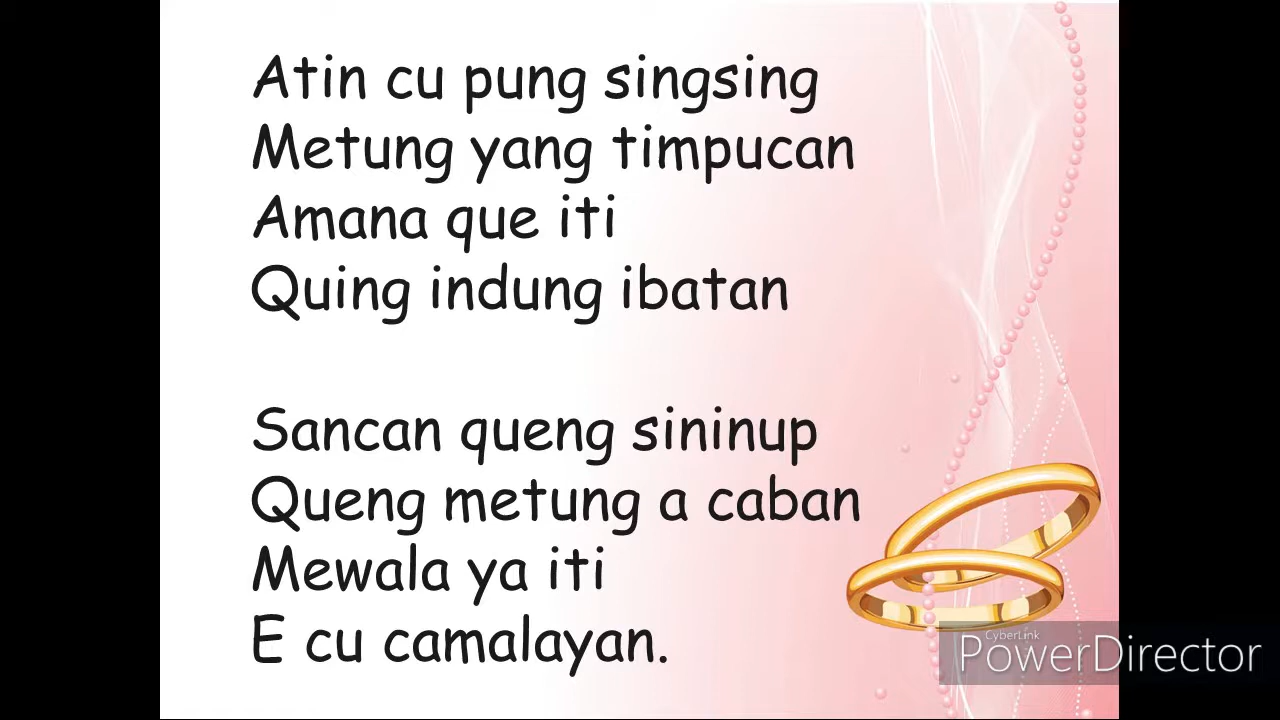 Atin cu pung singsing
Metung yang timpucan
Amana que iti
Quing indung ibatan
Sancan queng sininup
Queng metung a caban
Mewala ya iti
E cu camalayan.
CyberLink
PowerDirector